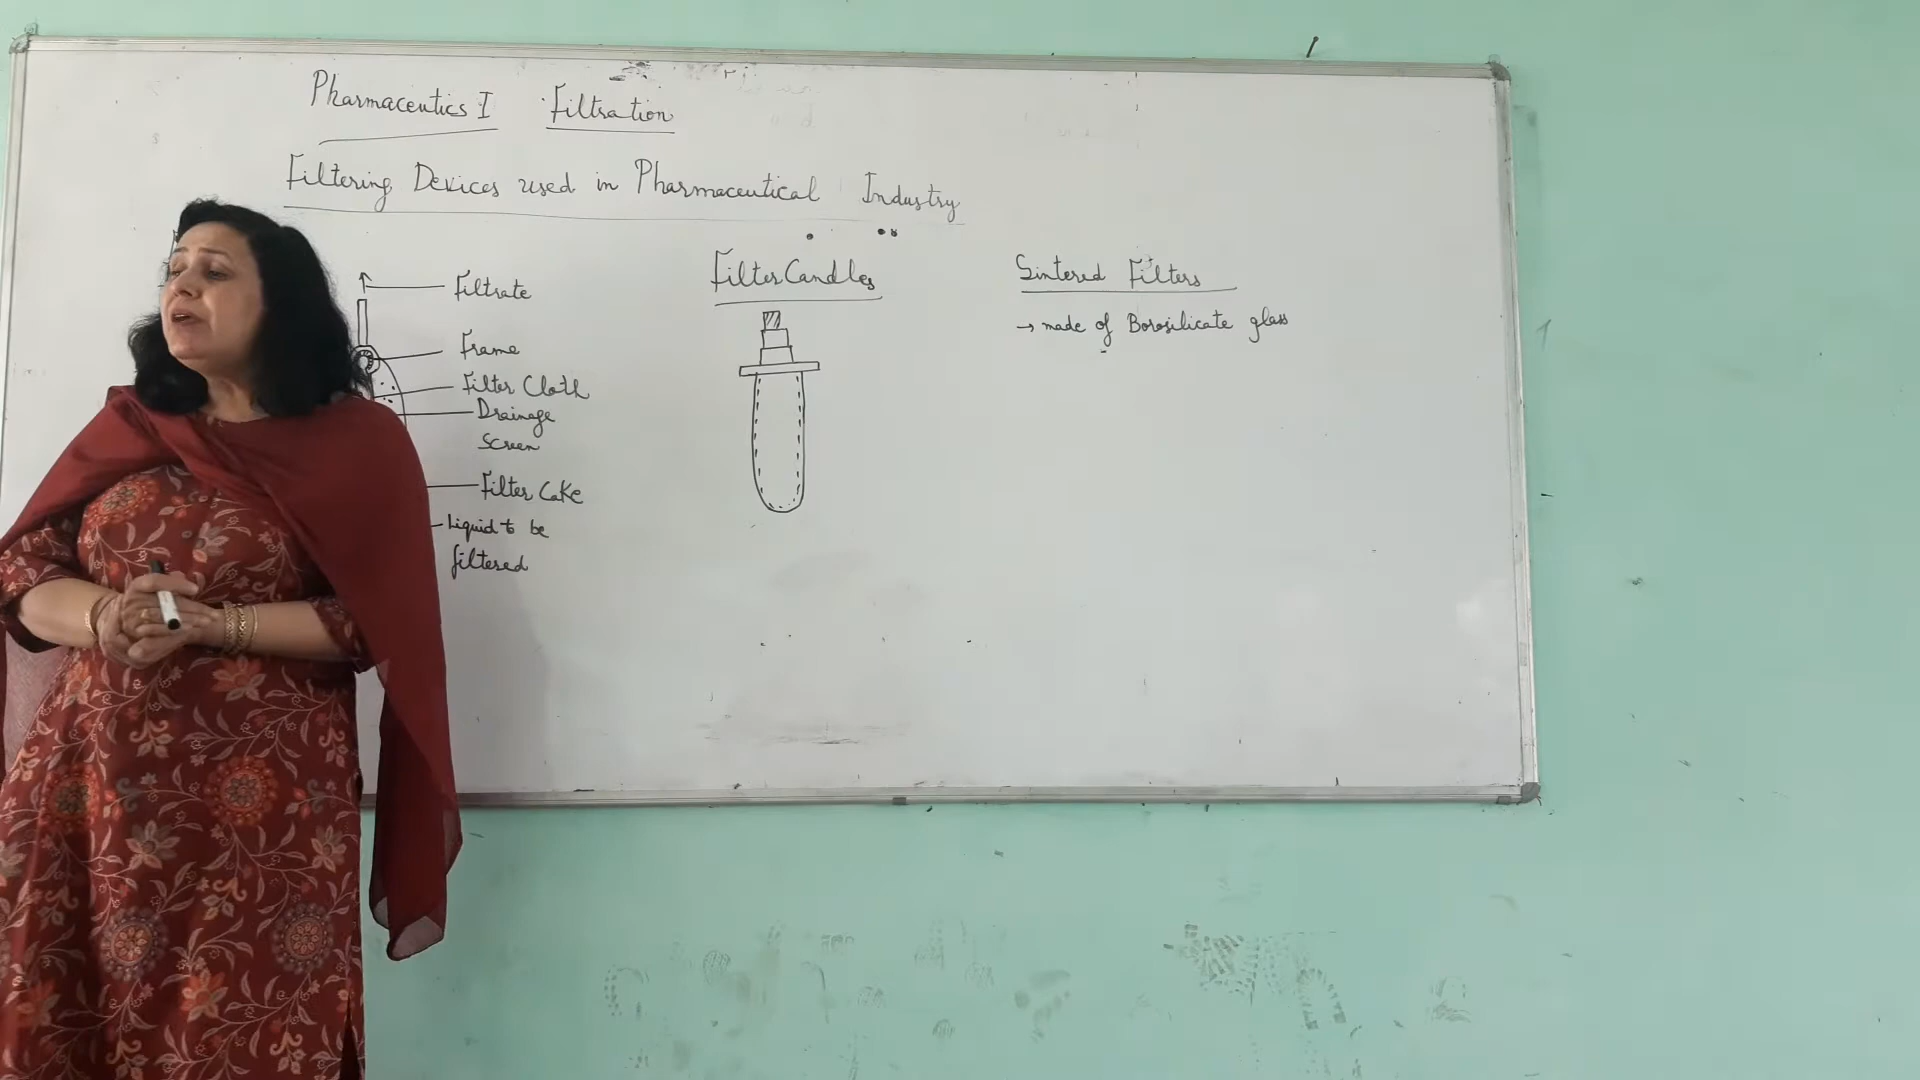 Pharmaceutics I Filtration
Filtering Devices used in Pharmaceutical Industry
Filtrate
Frame
Filter Cloth
Drainage
Screen
Filter Cake
Liquid to be
filtered
Filter Candles
Sintered Filters
→ made of Borosilicate glass